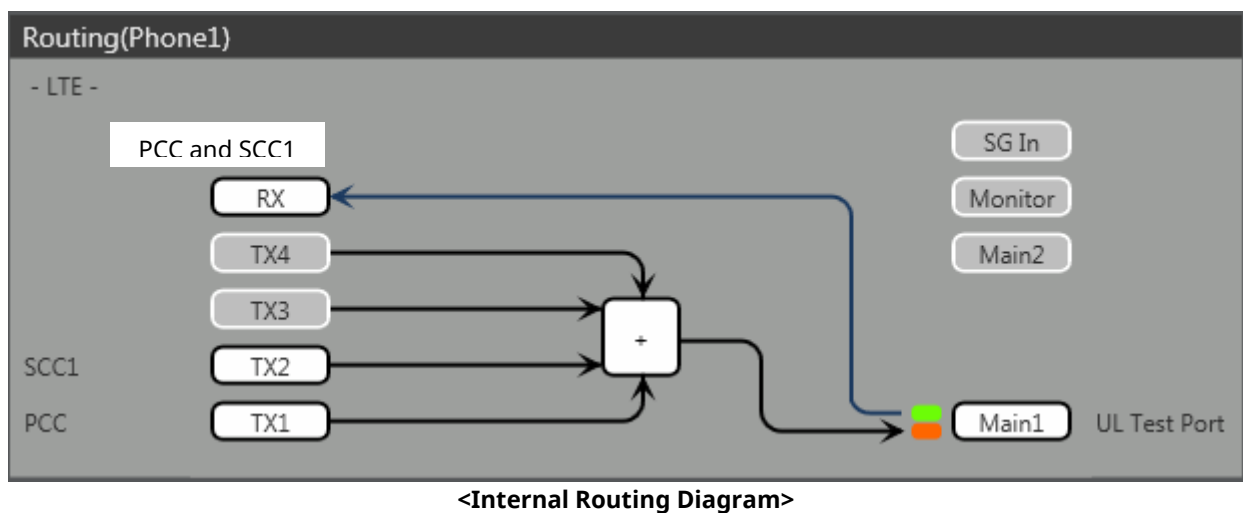 Routing(Phone1)
- LTE -
PCC and SCC1
SG In
RX
Monitor
TX4
Main2
TX3
+
SCC1
TX2
PCC
TX1
Main1
UL Test Port
<Internal Routing Diagram>